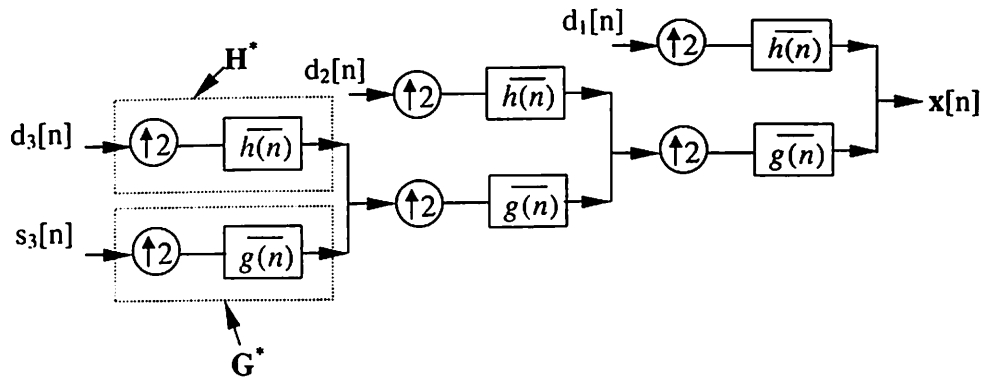 d₁[n]
↑2
h(n)
H*
d₂[n]
↑2
h(n)
x[n]
d₃[n]
↑2
h(n)
↑2
g(n)
↑2
g(n)
s₃[n]
↑2
g(n)
G*